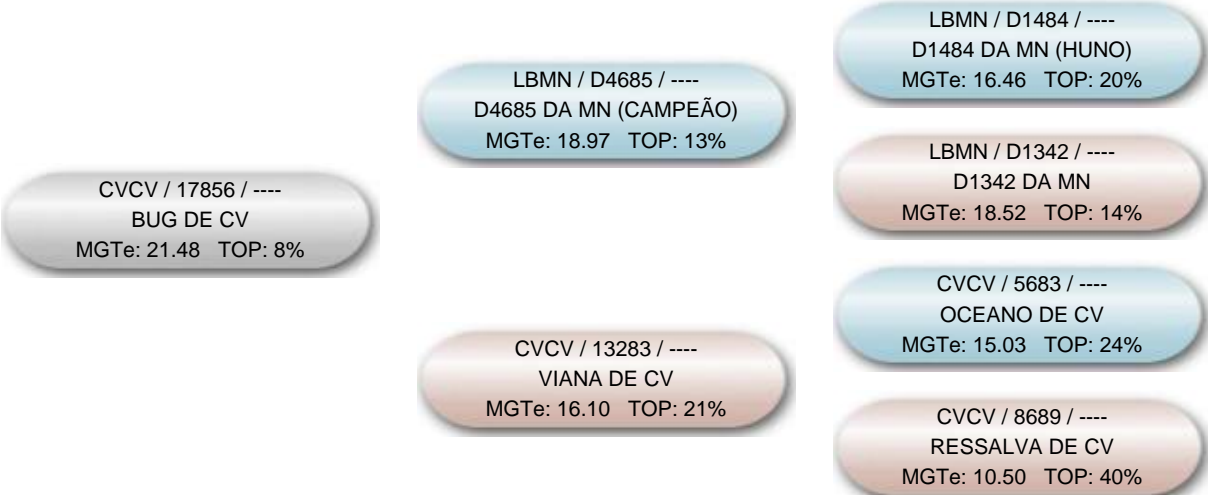 CVCV / 17856 / ----
BUG DE CV
MGTe: 21.48 TOP: 8%
LBMN / D4685 / ----
D4685 DA MN (CAMPEÃO)
MGTe: 18.97 TOP: 13%
CVCV / 13283 / ----
VIANA DE CV
MGTe: 16.10 TOP: 21%
LBMN / D1484 / ----
D1484 DA MN (HUNO)
MGTe: 16.46 TOP: 20%
LBMN / D1342 / ----
D1342 DA MN
MGTe: 18.52 TOP: 14%
CVCV / 5683 / ----
OCEANO DE CV
MGTe: 15.03 TOP: 24%
CVCV / 8689 / ----
RESSALVA DE CV
MGTe: 10.50 TOP: 40%